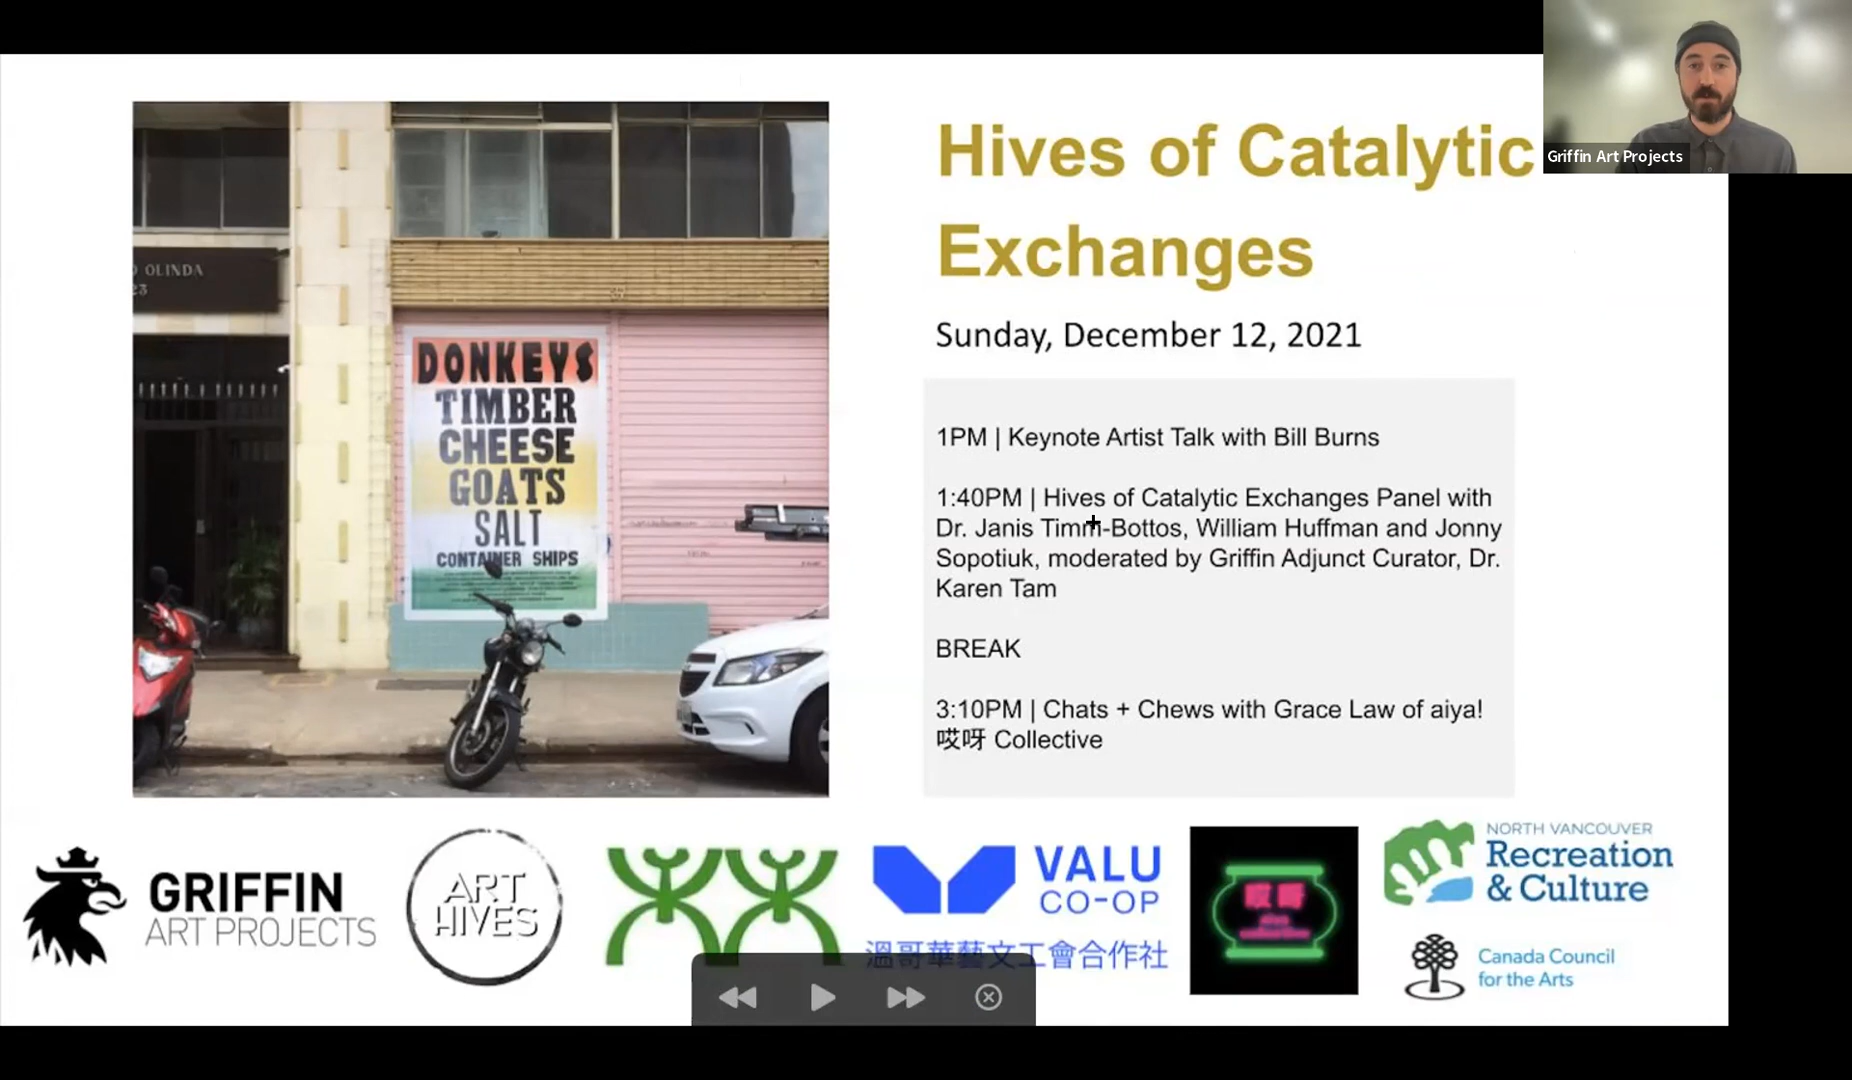 Hives of Catalytic
Exchanges
Griffin Art Projects
Sunday, December 12, 2021
1PM | Keynote Artist Talk with Bill Burns
1:40PM | Hives of Catalytic Exchanges Panel with
Dr. Janis Timm-Bottos, William Huffman and Jonny
Sopotiuk, moderated by Griffin Adjunct Curator, Dr.
Karen Tam
BREAK
3:10PM | Chats + Chews with Grace Law of aiya!
哎呀 Collective
OLINDA
23
DONKEYS
TIMBER
CHEESE
GOATS
SALT
CONTAINER SHIPS
GRIFFIN
ART PROJECTS
ART
HIVES
VALU
CO-OP
溫哥華藝文工會合作社
哎呀
NORTH VANCOUVER
Recreation
& Culture
Canada Council
for the Arts